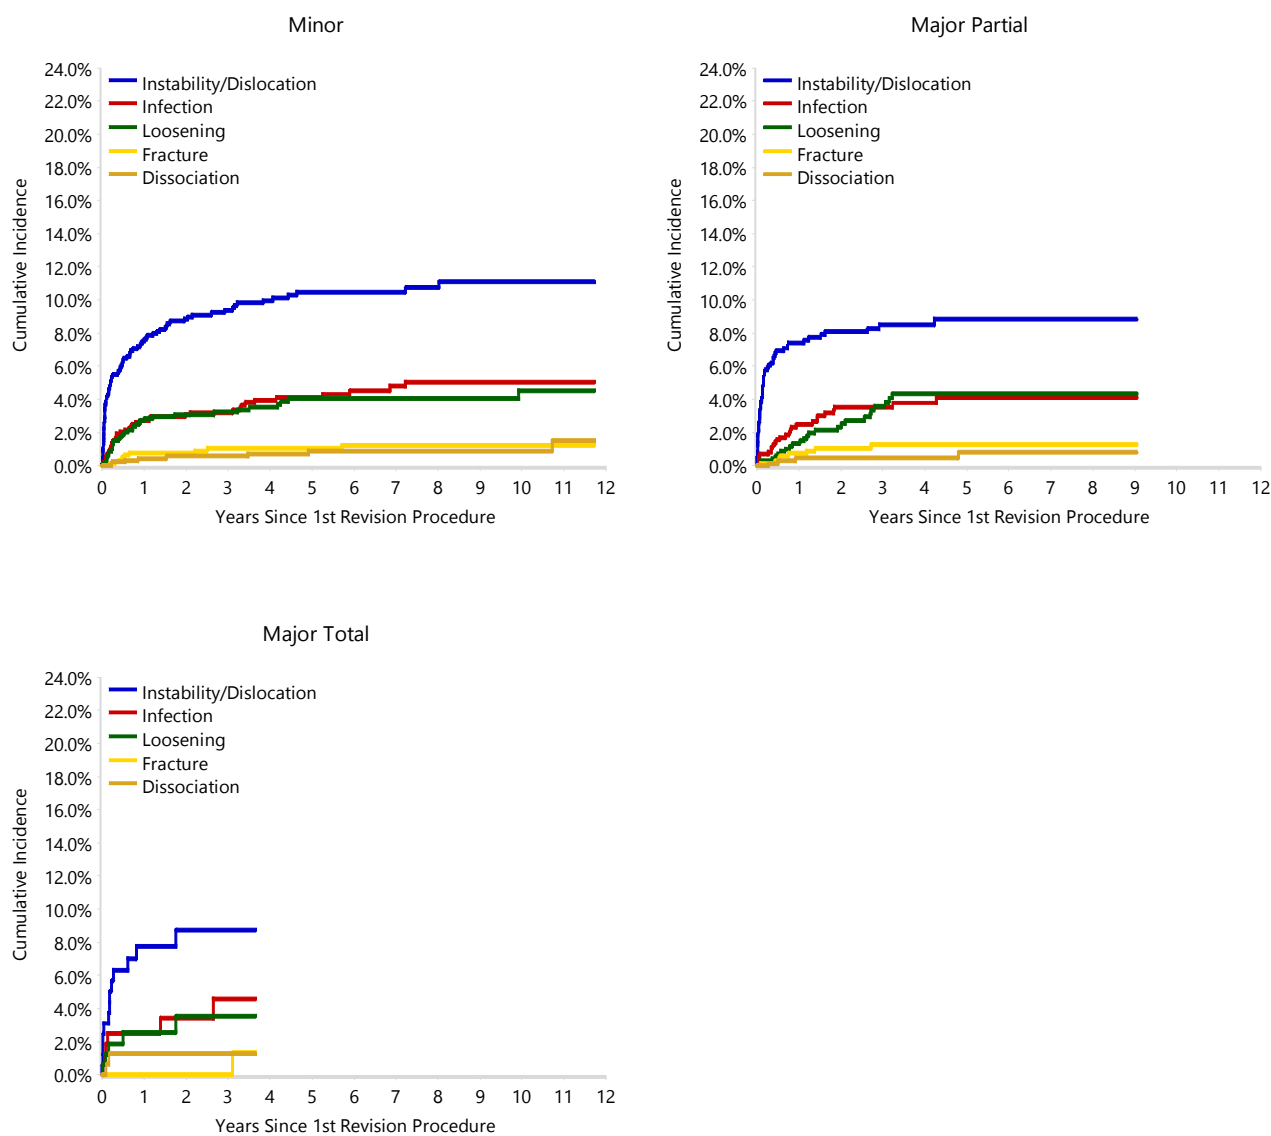 Minor
24.0%
22.0%
20.0%
18.0%
16.0%
14.0%
12.0%
10.0%
8.0%
6.0%
4.0%
2.0%
0.0%
Cumulative Incidence
Instability/Dislocation
Infection
Loosening
Fracture
Dissociation
0 1 2 3 4 5 6 7 8 9 10 11 12
Years Since 1st Revision Procedure
Major Partial
24.0%
22.0%
20.0%
18.0%
16.0%
14.0%
12.0%
10.0%
8.0%
6.0%
4.0%
2.0%
0.0%
Cumulative Incidence
Instability/Dislocation
Infection
Loosening
Fracture
Dissociation
0 1 2 3 4 5 6 7 8 9 10 11 12
Years Since 1st Revision Procedure
Major Total
24.0%
22.0%
20.0%
18.0%
16.0%
14.0%
12.0%
10.0%
8.0%
6.0%
4.0%
2.0%
0.0%
Cumulative Incidence
Instability/Dislocation
Infection
Loosening
Fracture
Dissociation
0 1 2 3 4 5 6 7 8 9 10 11 12
Years Since 1st Revision Procedure